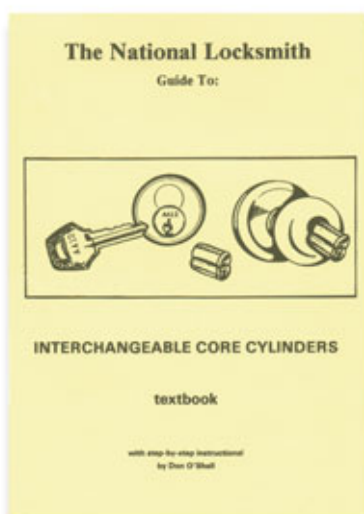 The National Locksmith
Guide To:
INTERCHANGEABLE CORE CYLINDERS
textbook
with step-by-step instructional
by Don O'Shall